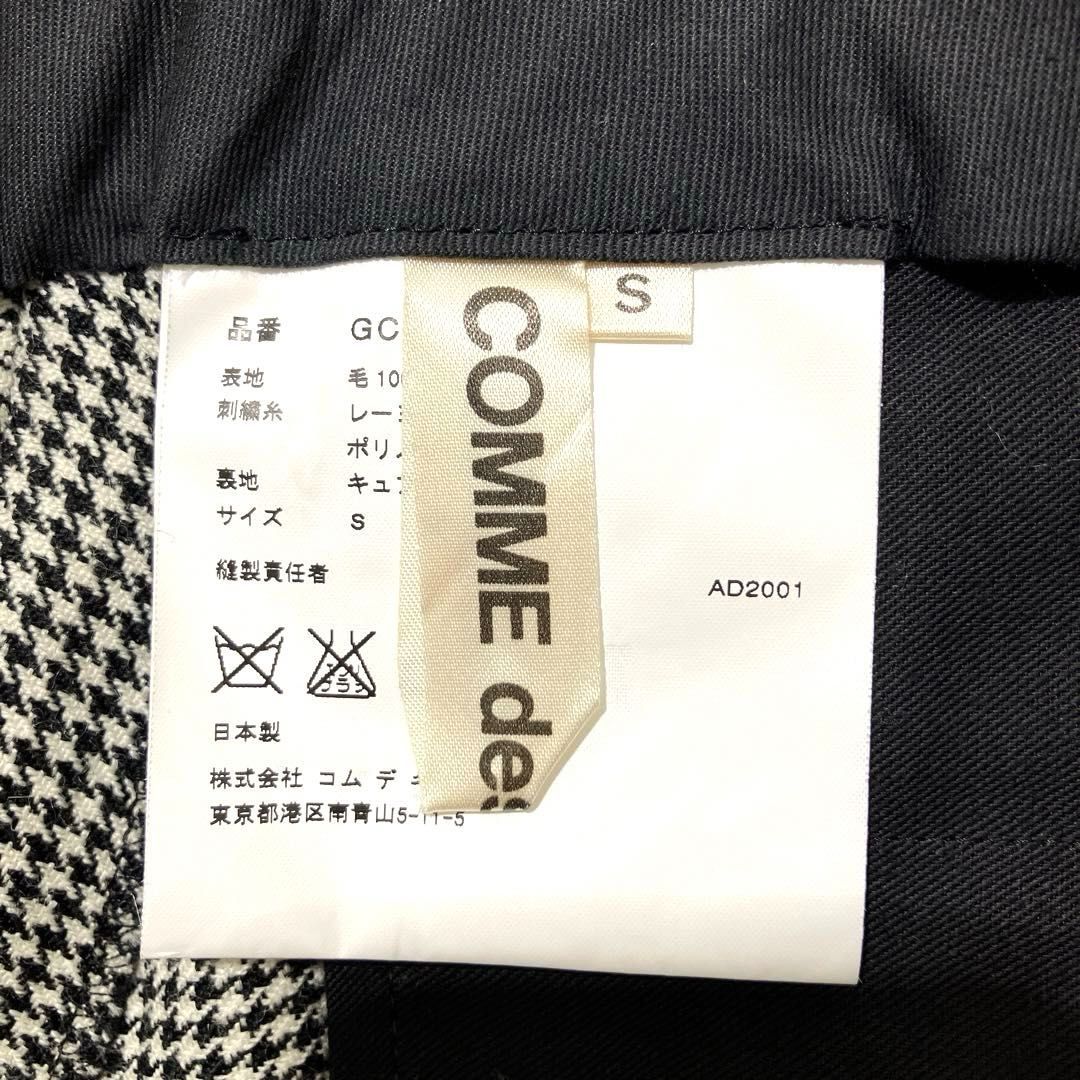 品番 GC
表地 毛 100
刺繍糸 レー
ポリ
裏地 キュ
サイズ S
縫製責任者
日本製
株式会社 コム デ
東京都港区南青山5-11-5
COMME des
S
AD2001